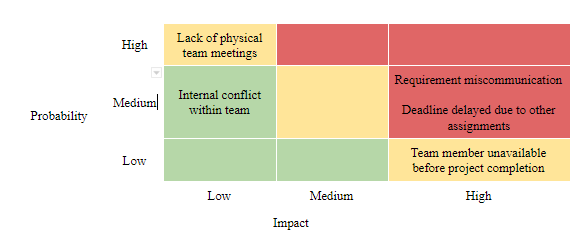 High
Lack of physical
team meetings
Probability
Medium
Internal conflict
within team
Requirement miscommunication
Deadline delayed due to other
assignments
Low
Team member unavailable
before project completion
Low
Medium
High
Impact